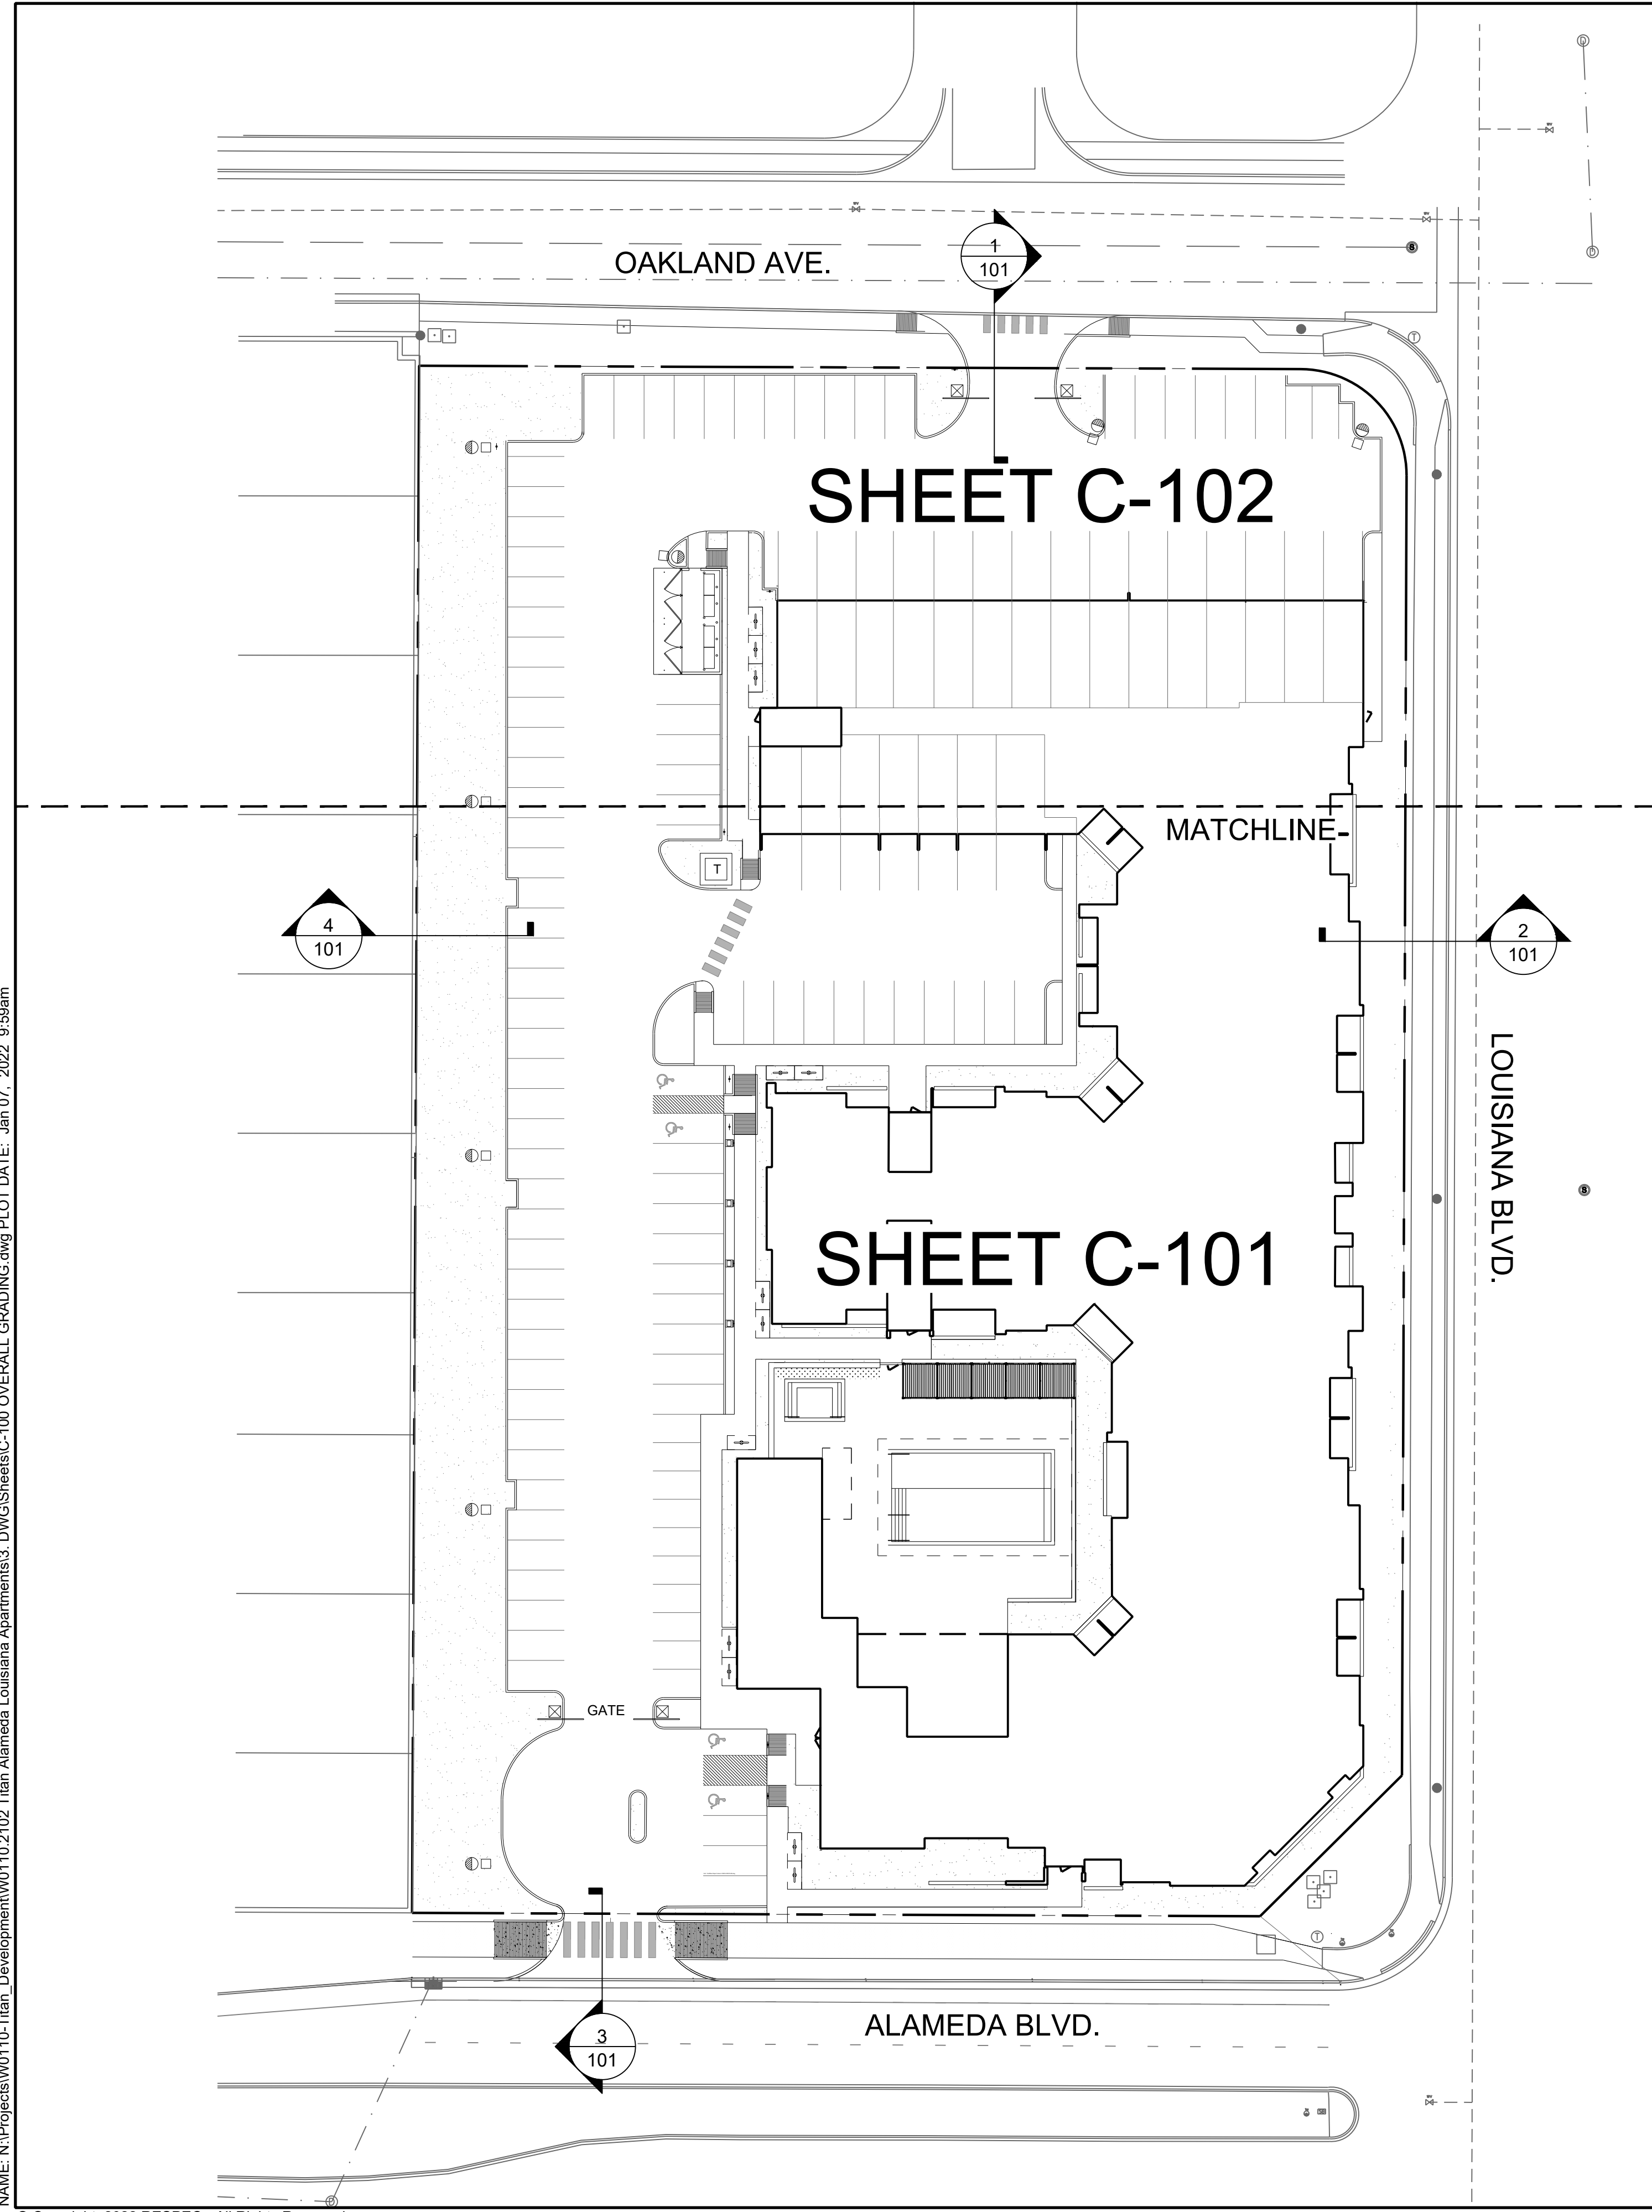 OAKLAND AVE.
1
101
SHEET C-102
MATCHLINE
T
4
101
2
101
LOUISIANA BLVD.
SHEET C-101
GATE
ALAMEDA BLVD.
3
101
NAME: N:\Projects\W0110-Titan_Development\W0110.2102 Titan Alameda Louisiana Apartments\3. DWG\Sheets\C-100 OVERALL GRADING.dwg PLOT DATE: Jan 07, 2022 9:59am